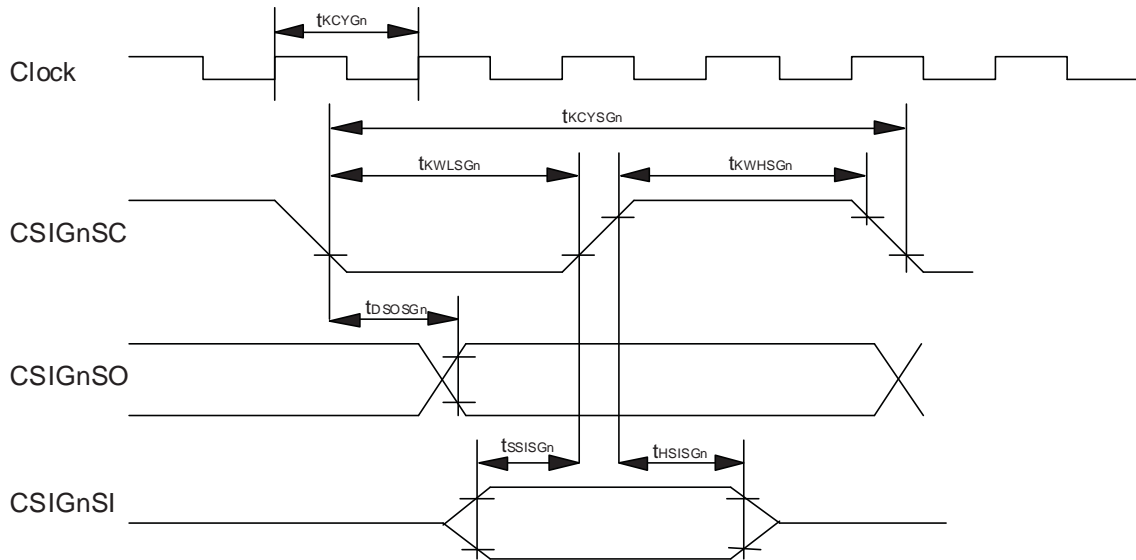 tKCYGn
Clock
tKCYSGn
tKWLSGn
tKWHSGn
CSIGnSC
tDSOSGn
CSIGnSO
tSSISGn
tHSISGn
CSIGnSI